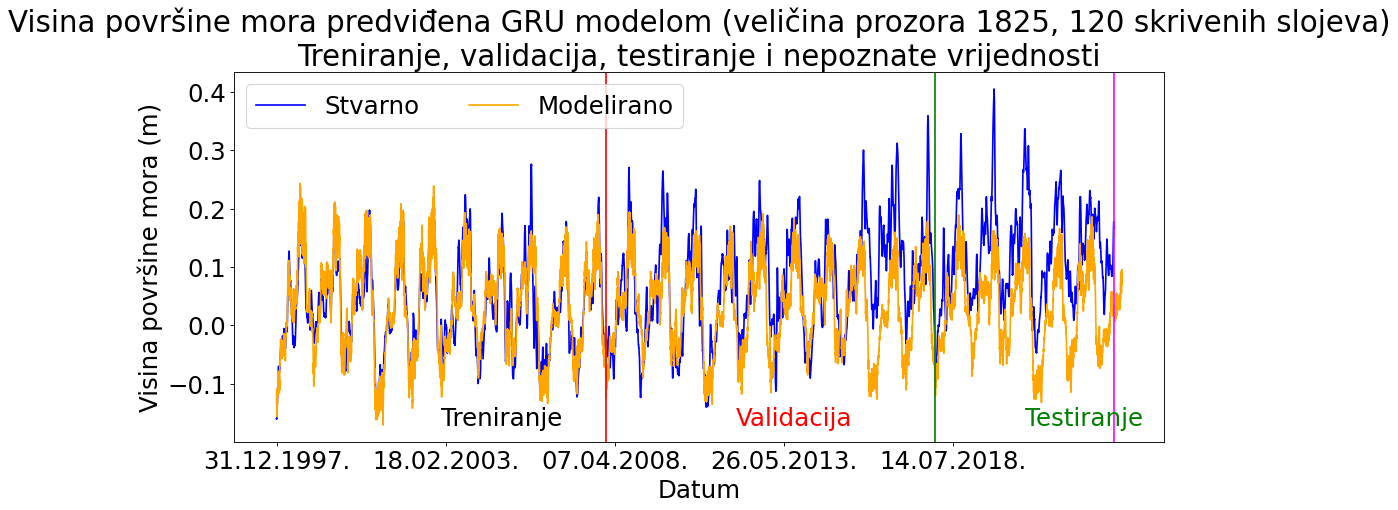 Visina površine mora predviđena GRU modelom (veličina prozora 1825, 120 skrivenih slojeva)
Treniranje, validacija, testiranje i nepoznate vrijednosti
Stvarno
Modelirano
0.4
0.3
0.2
0.1
0.0
−0.1
Visina površine mora (m)
Treniranje
Validacija
Testiranje
31.12.1997.
18.02.2003.
07.04.2008.
26.05.2013.
14.07.2018.
Datum